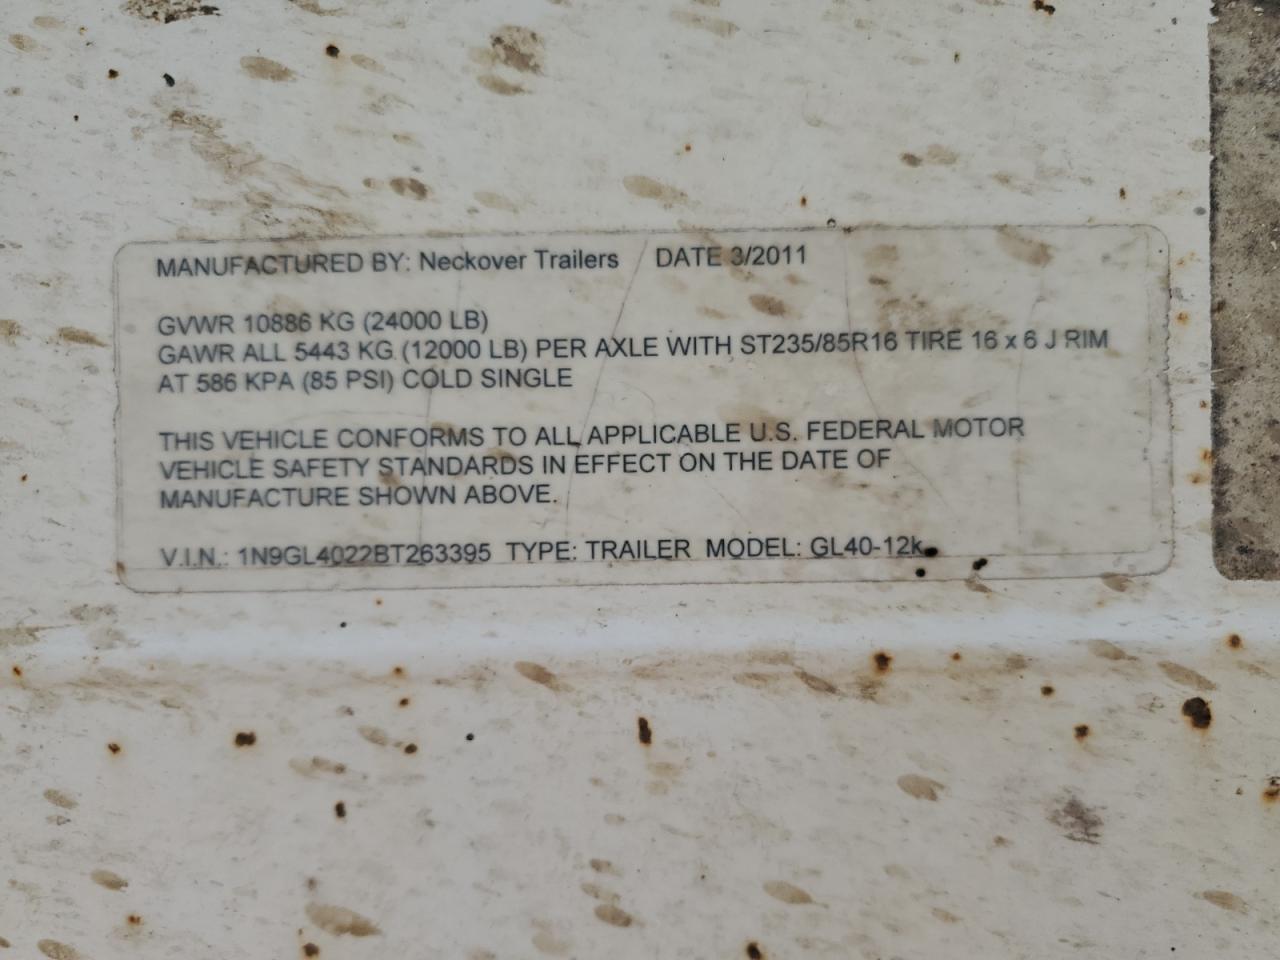 MANUFACTURED BY: Neckover Trailers DATE 3/2011
GVWR 10886 KG (24000 LB)
GAWR ALL 5443 KG (12000 LB) PER AXLE WITH ST235/85R16 TIRE 16 x 6 J RIM
AT 586 KPA (85 PSI) COLD SINGLE
THIS VEHICLE CONFORMS TO ALL APPLICABLE U.S. FEDERAL MOTOR
VEHICLE SAFETY STANDARDS IN EFFECT ON THE DATE OF
MANUFACTURE SHOWN ABOVE.
V.I.N.: 1N9GL4022BT263395 TYPE: TRAILER MODEL: GL40-12k